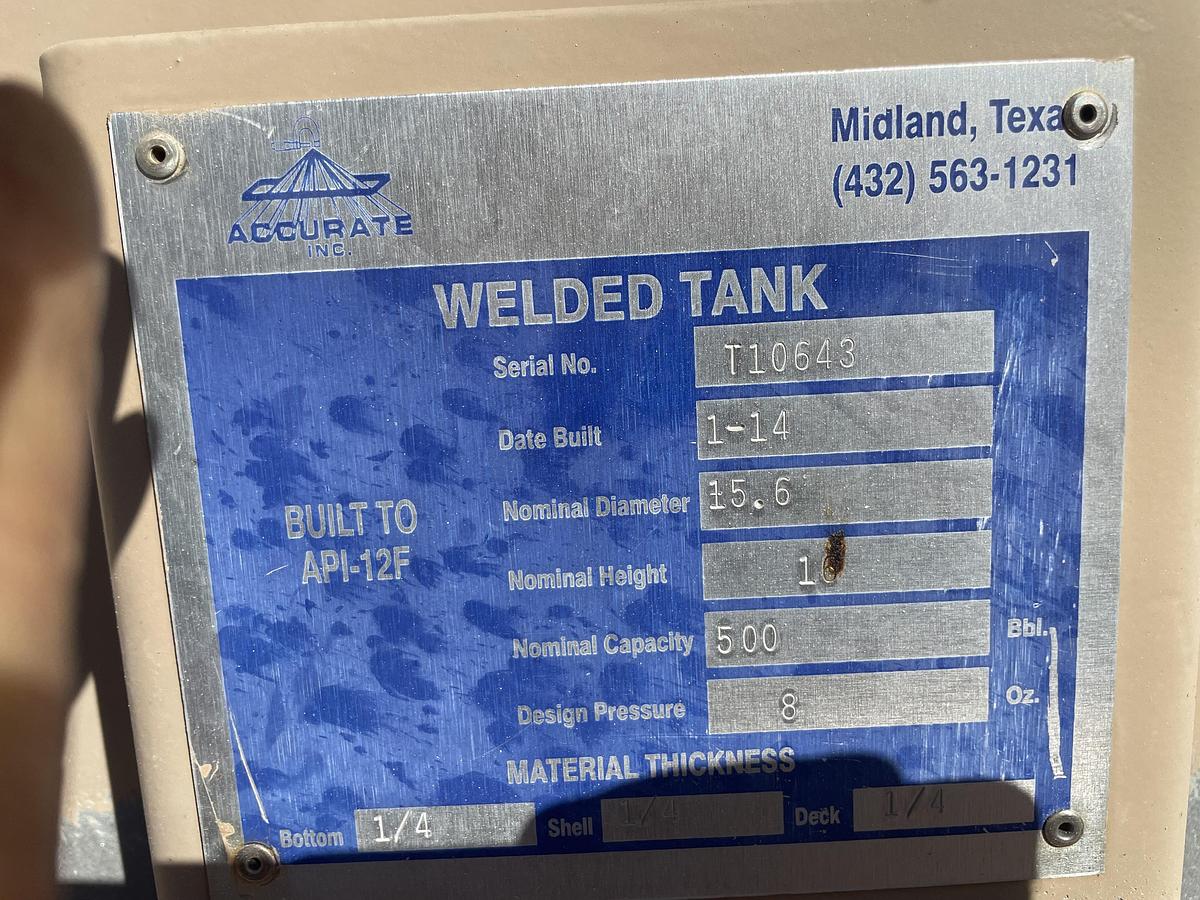 ACCURATE
INC.
Midland, Texa
(432) 563-1231
WELDED TANK
Serial No. T10643
Date Built 1-14
Nominal Diameter 15.6
Nominal Height
Nominal Capacity 500 Bbl.
Design Pressure 8 Oz.
BUILT TO
API-12F
MATERIAL THICKNESS
Bottom 1/4 Shell 1/4 Deck 1/4